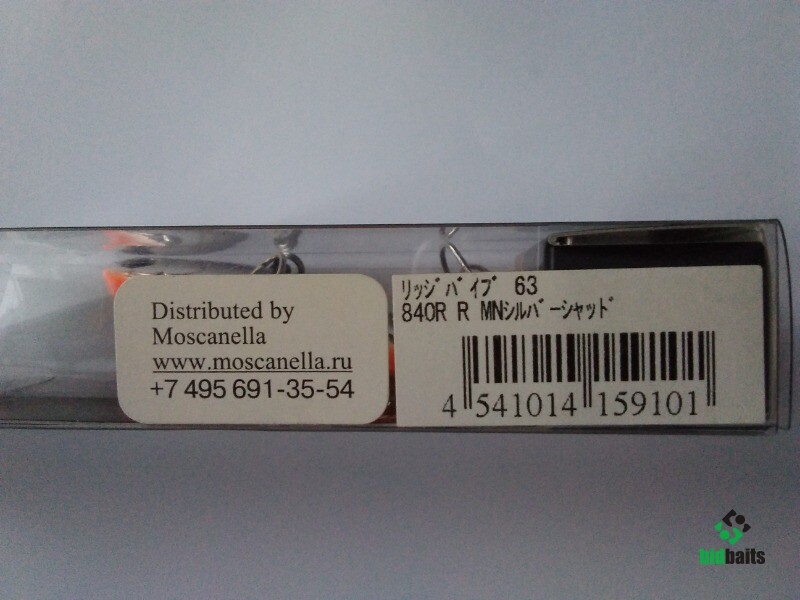 Distributed by
Moscanella
www.moscanella.ru
+7 495 691-35-54
ﾘｯｼﾞﾊﾞｲﾌﾞ 63
840R R MNｼﾙﾊﾞｰｼｬｯﾄﾞ
4 541014 159101
bidbaits